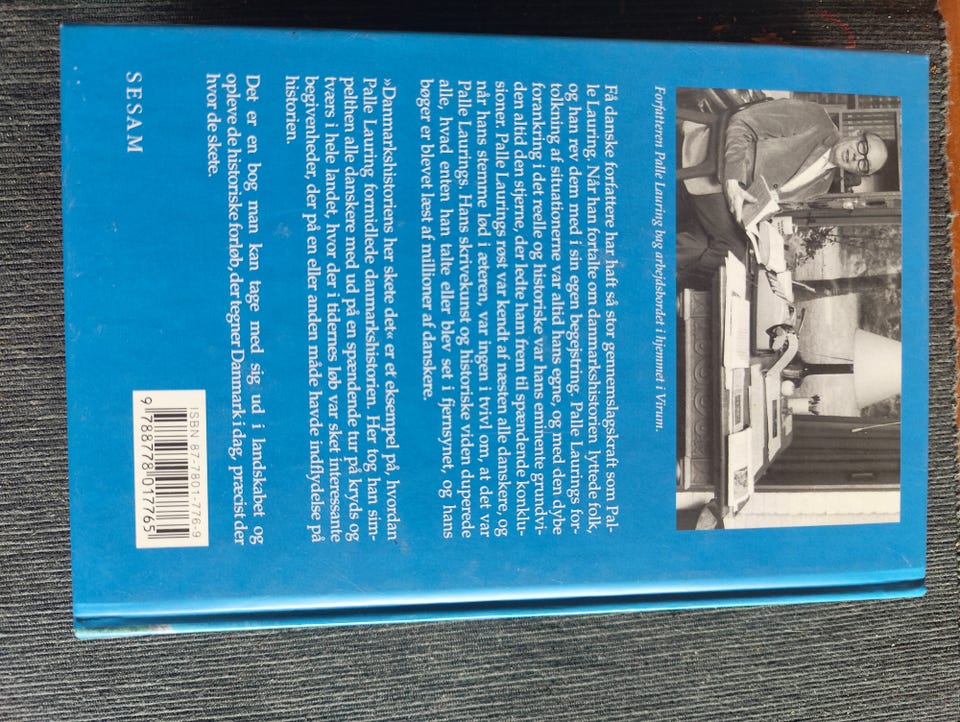 Forfatteren Palle Lauring bag arbejdsbordet i hjemmet i Virum.
Få danske forfattere har haft så stor gennemslagskraft som Pal-
le Lauring. Når han fortalte om danmarkshistorien lyttede folk,
og han rev dem med i sin egen begejstring. Palle Laurings for-
tolkning af situationerne var altid hans egne, og med den dybe
forankring i det reelle og historiske var hans eminente grundvi-
den altid den stjerne, der ledte ham frem til spændende konklu-
sioner. Palle Laurings røst var kendt af næsten alle danskere, og
når hans stemme lød i æteren, var ingen i tvivl om, at det var
Palle Laurings. Hans skrivekunst og historiske viden duperede
alle, hvad enten han talte eller blev set i fjernsynet, og hans
bøger er blevet læst af millioner af danskere.
»Danmarkshistoriens her skete det« er et eksempel på, hvordan
Palle Lauring formidlede danmarkshistorien. Her tog han sim-
pelthen alle danskere med ud på en spændende tur på kryds og
tværs i hele landet, hvor der i tidernes løb var sket interessante
begivenheder, der på en eller anden måde havde indflydelse på
historien.
Det er en bog man kan tage med sig ud i landskabet og
opleve de historiske forløb, der tegner Danmark i dag, præcist der
hvor de skete.
SESAM
ISBN 87-7801-776-9
9 788778 017765